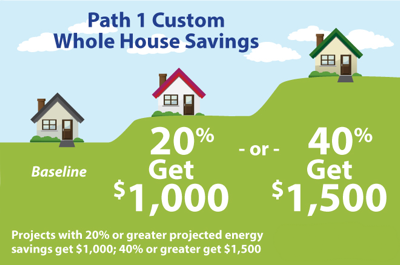 Path 1 Custom
Whole House Savings
Baseline
20%
Get
$1,000
- or -
40%
Get
$1,500
Projects with 20% or greater projected energy
savings get $1,000; 40% or greater get $1,500